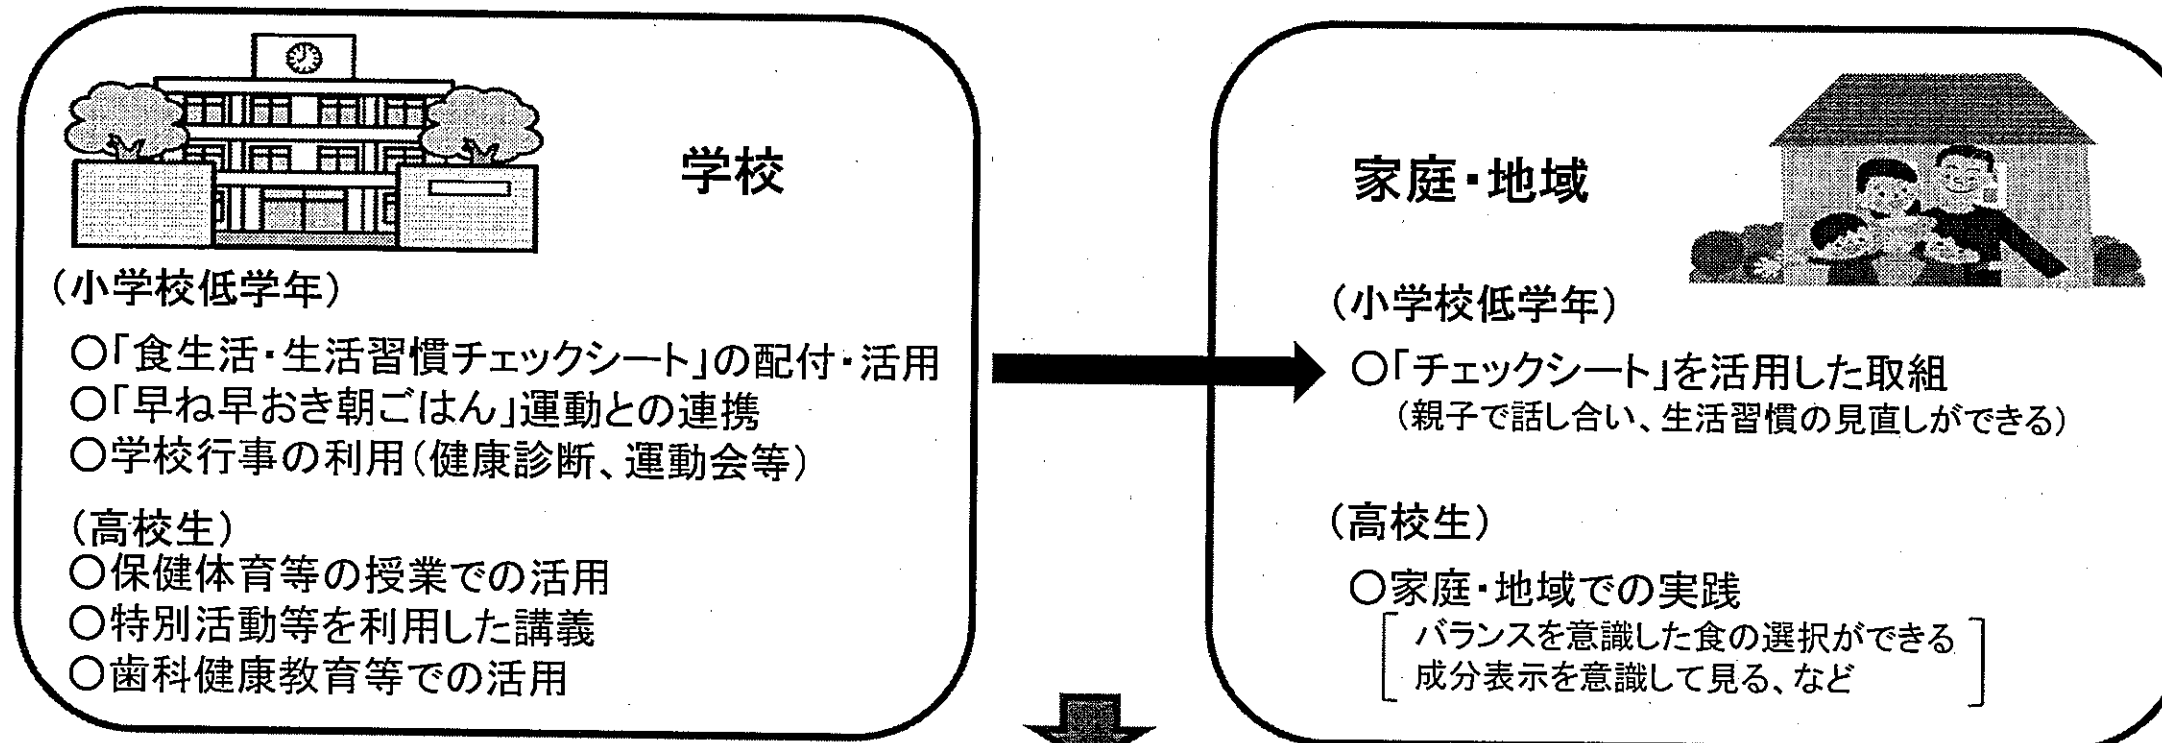 学校
(小学校低学年)
○「食生活・生活習慣チェックシート」の配付・活用
○「早ね早おき朝ごはん」運動との連携
○学校行事の利用(健康診断、運動会等)
(高校生)
○保健体育等の授業での活用
○特別活動等を利用した講義
○歯科健康教育等での活用
家庭・地域
(小学校低学年)
○「チェックシート」を活用した取組
(親子で話し合い、生活習慣の見直しができる)
(高校生)
○家庭・地域での実践
バランスを意識した食の選択ができる
成分表示を意識して見る、など